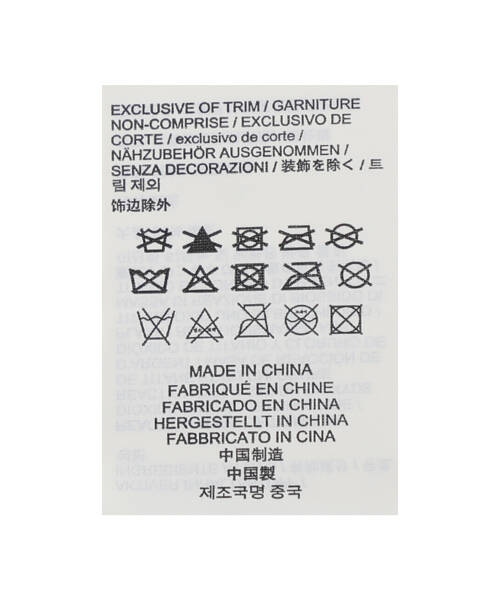 EXCLUSIVE OF TRIM / GARNITURE
NON-COMPRISE / EXCLUSIVO DE
CORTE / exclusivo de corte /
NÄHZUBEHÖR AUSGENOMMEN /
SENZA DECORAZIONI / 装飾を除く / 트
림 제외
饰边除外
MADE IN CHINA
FABRIQUÉ EN CHINE
FABRICADO EN CHINA
HERGESTELLT IN CHINA
FABBRICATO IN CINA
中国制造
中国製
제조국명 중국